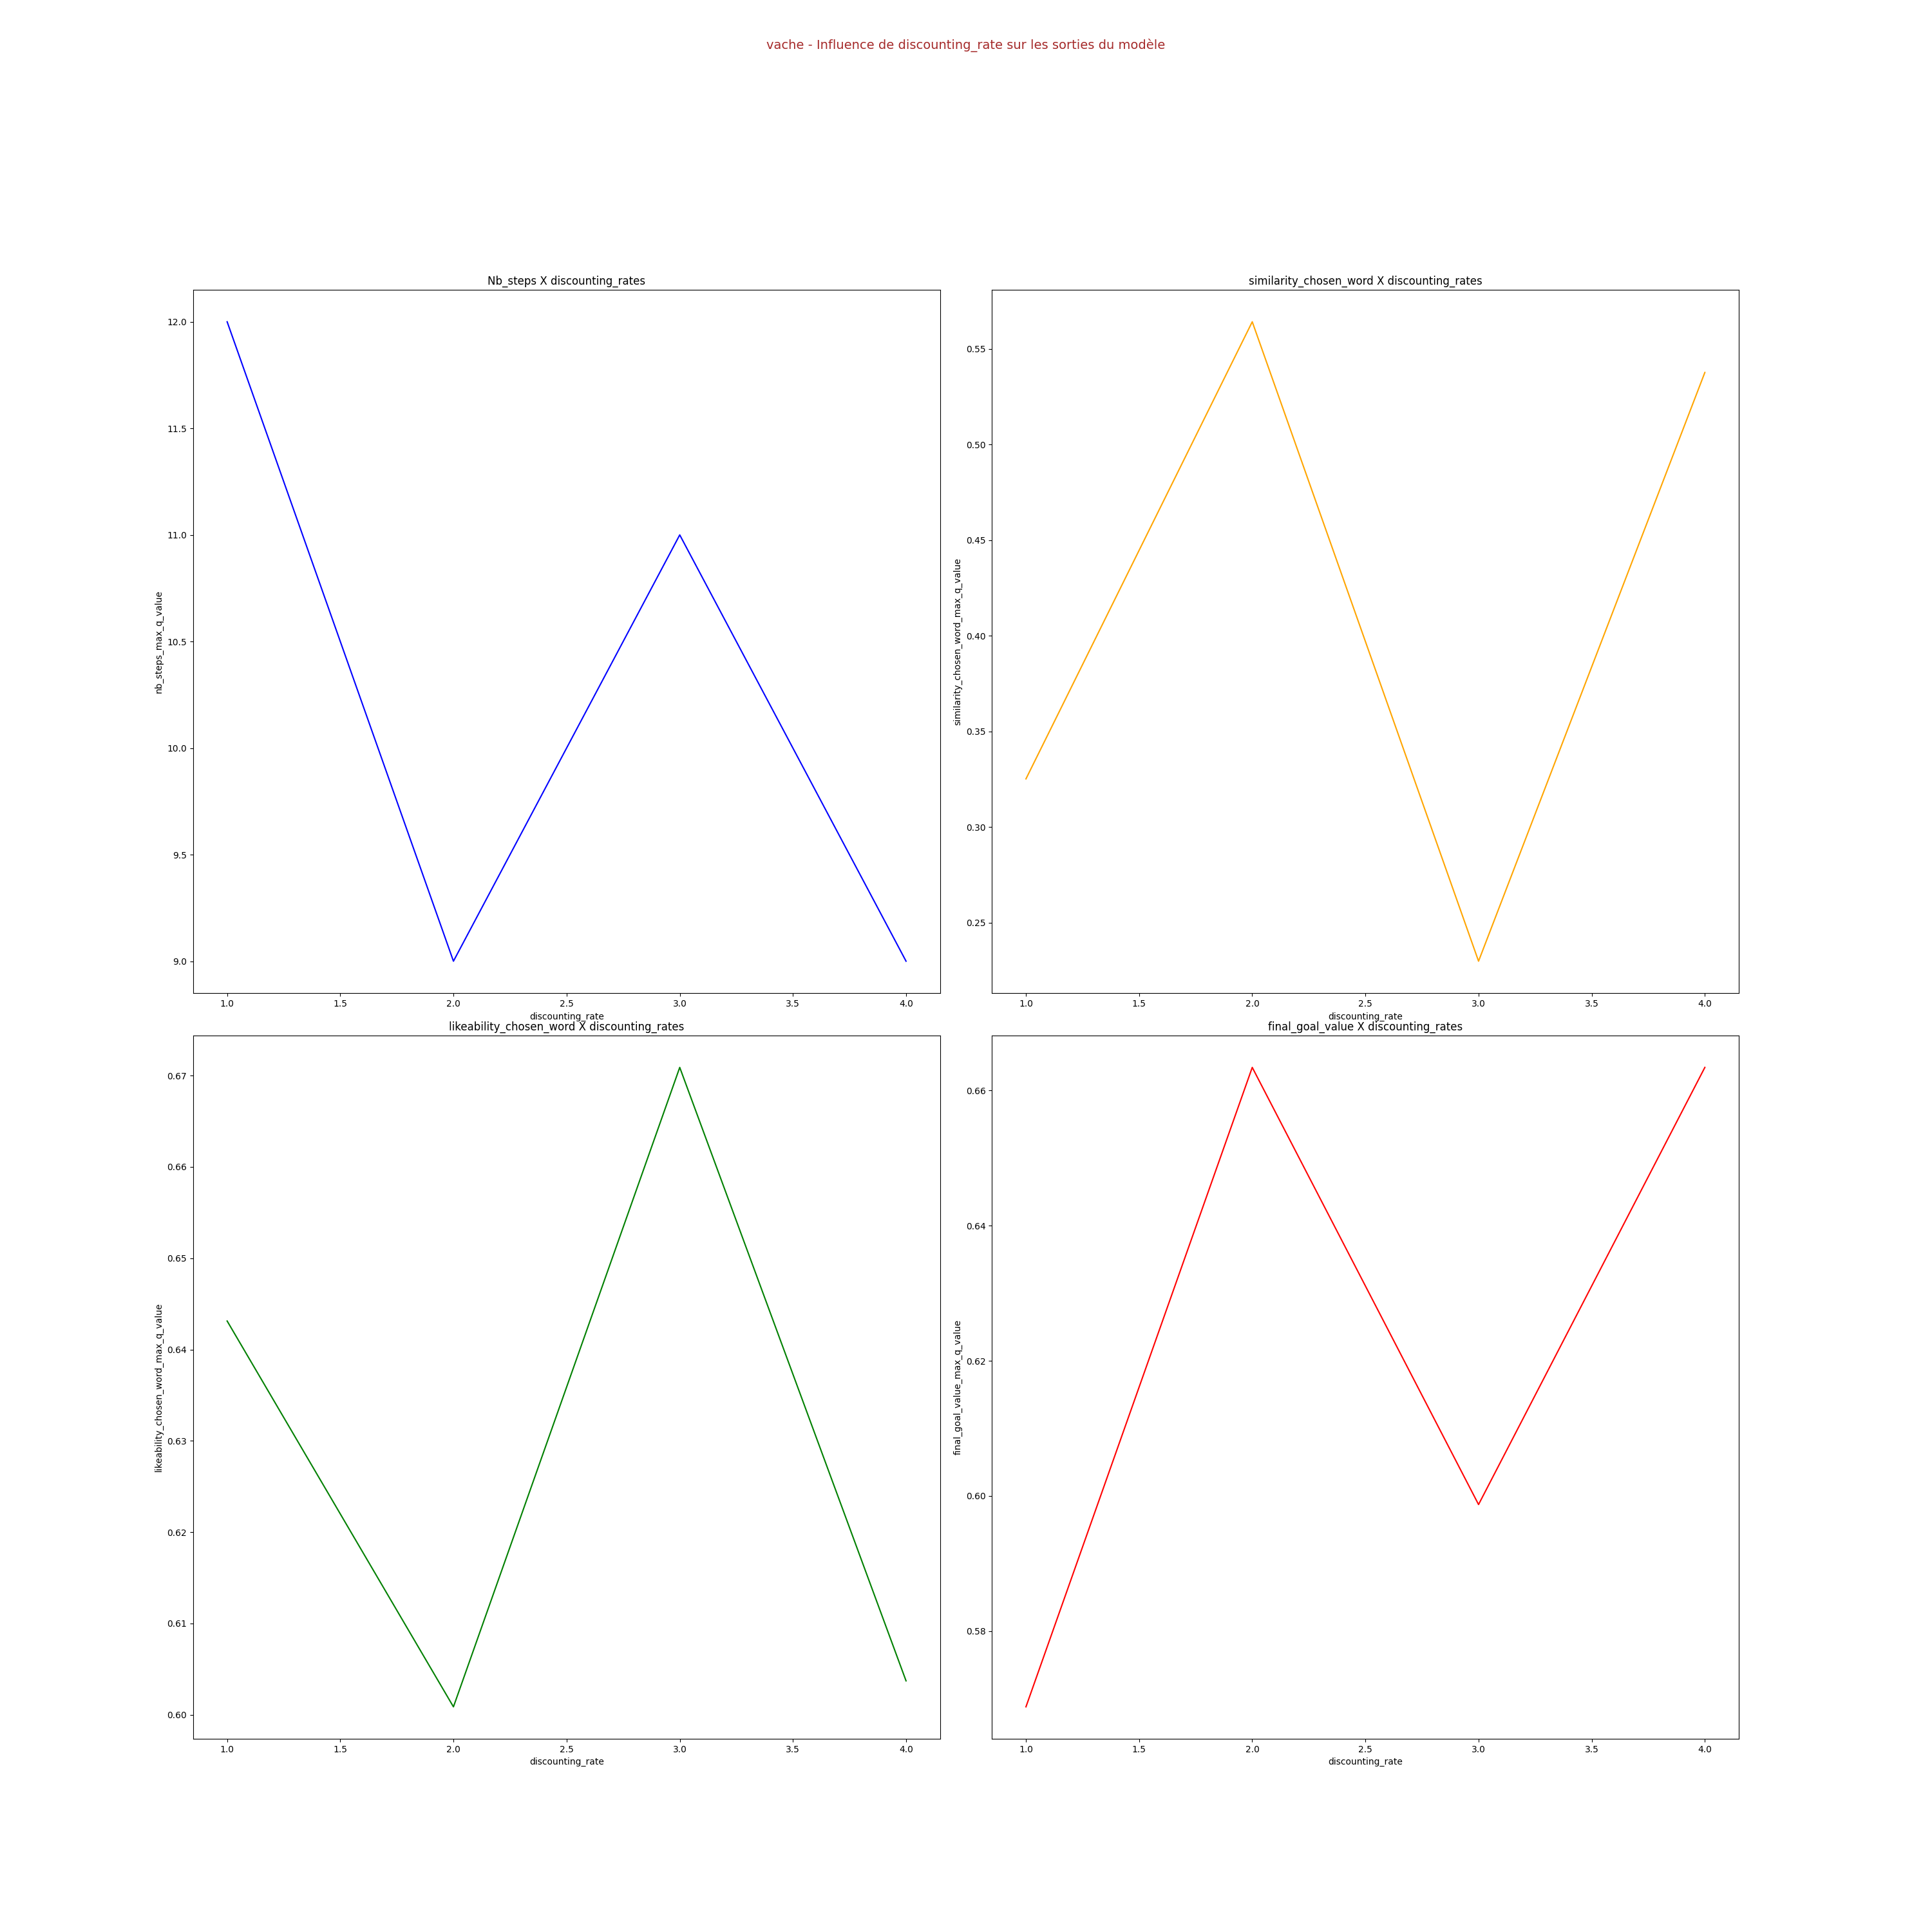 vache - Influence de discounting_rate sur les sorties du modèle
Nb_steps X discounting_rates
12.0
11.5
11.0
10.5
10.0
9.5
9.0
nb_steps_max_q_value
1.0 1.5 2.0 2.5 3.0 3.5 4.0
discounting_rate
similarity_chosen_word X discounting_rates
0.55
0.50
0.45
0.40
0.35
0.30
0.25
similarity_chosen_word_max_q_value
1.0 1.5 2.0 2.5 3.0 3.5 4.0
discounting_rate
likeability_chosen_word X discounting_rates
0.67
0.66
0.65
0.64
0.63
0.62
0.61
0.60
likeability_chosen_word_max_q_value
1.0 1.5 2.0 2.5 3.0 3.5 4.0
discounting_rate
final_goal_value X discounting_rates
0.66
0.64
0.62
0.60
0.58
final_goal_value_max_q_value
1.0 1.5 2.0 2.5 3.0 3.5 4.0
discounting_rate